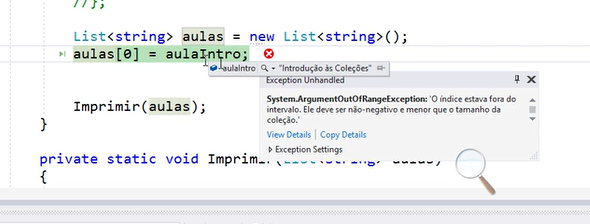 //};
List<string> aulas = new List<string>();
aulas[0] = aulaIntro;
aulaIntro "Introdução às Coleções"
Exception Unhandled
System.ArgumentOutOfRangeException: 'O índice estava fora do
intervalo. Ele deve ser não-negativo e menor que o tamanho da
coleção.'
View Details | Copy Details
Exception Settings
Imprimir(aulas);
}
private static void Imprimir(List<string> aulas)
{